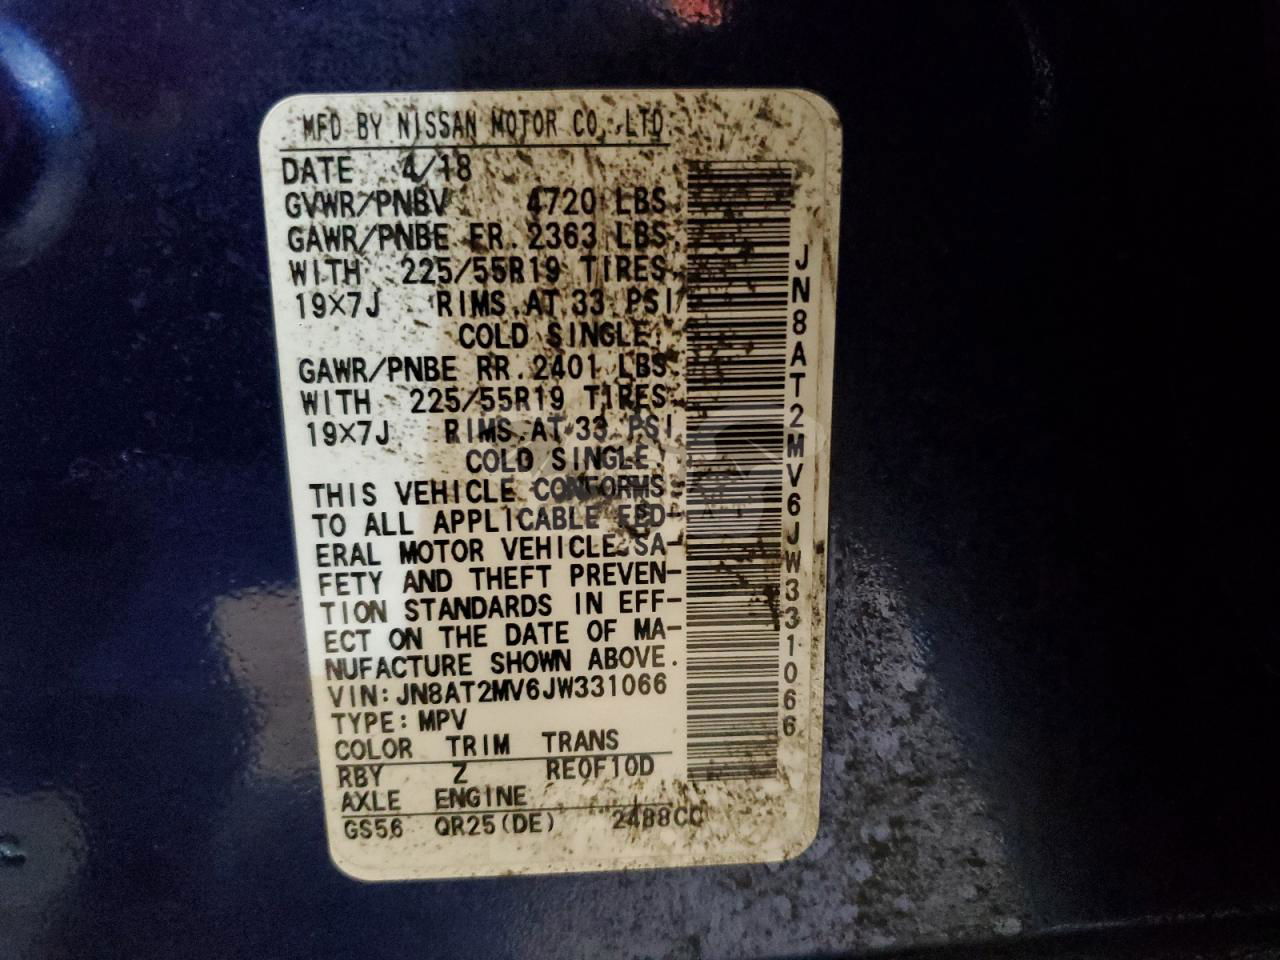 MFD BY NISSAN MOTOR CO.,LTD
DATE 4/18
GVWR/PNBV 4720 LBS
GAWR/PNBE FR. 2363 LBS
WITH 225/55R19 TIRES
19X7J RIMS AT 33 PSI
COLD SINGLE
GAWR/PNBE RR. 2401 LBS
WITH 225/55R19 TIRES
19X7J RIMS AT 33 PSI
COLD SINGLE
THIS VEHICLE CONFORMS
TO ALL APPLICABLE FED-
ERAL MOTOR VEHICLE SA-
FETY AND THEFT PREVEN-
TION STANDARDS IN EFF-
ECT ON THE DATE OF MA-
NUFACTURE SHOWN ABOVE.
VIN:JN8AT2MV6JW331066
TYPE:MPV
COLOR TRIM TRANS
RBY Z RE0F10D
AXLE ENGINE
GS56 QR25(DE) 2488CC
JN8AT2MV6JW331066